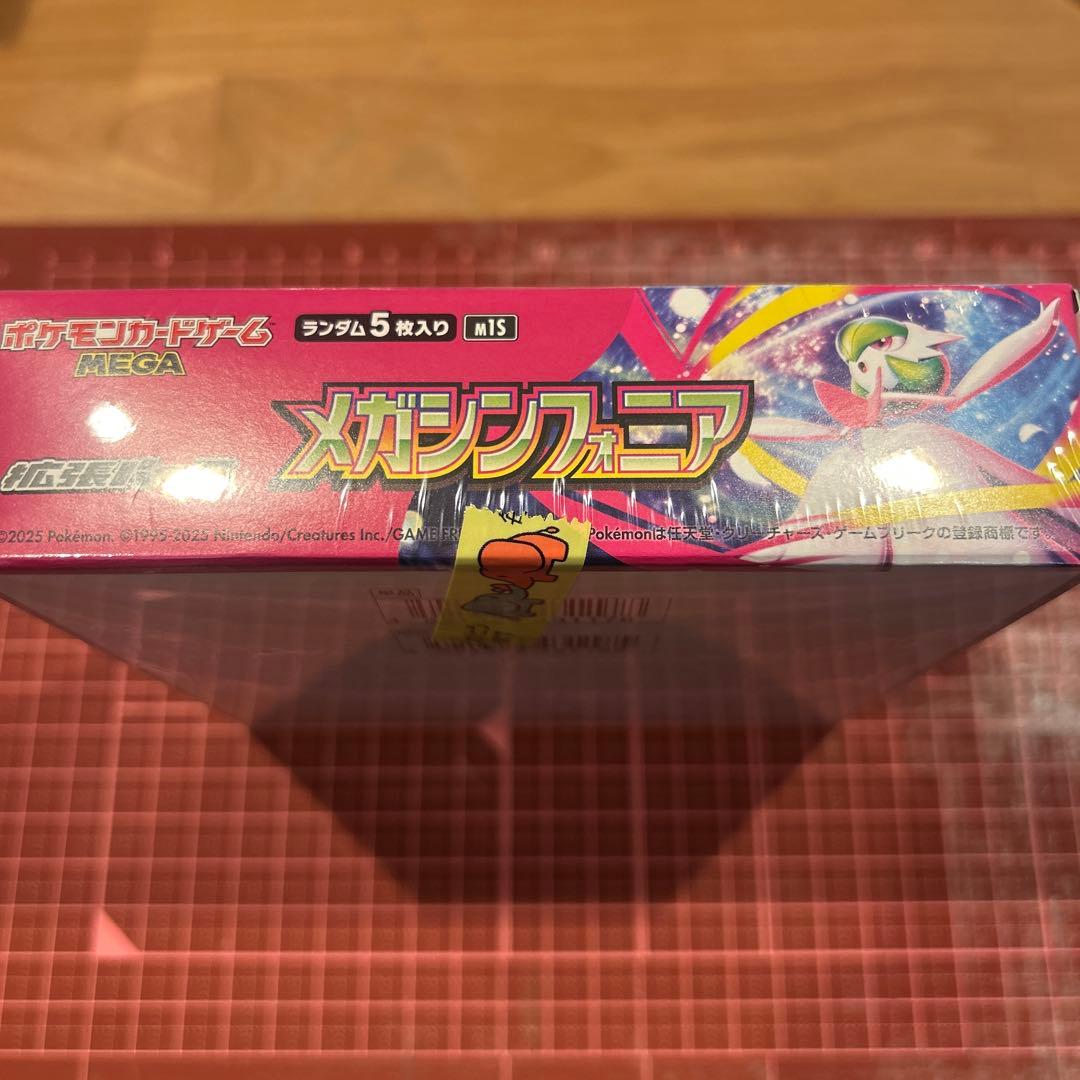 ポケモンカードゲーム
MEGA
ランダム5枚入り
m1S
メガシンフォニア
拡張
©2025 Pokémon. ©1995-2025 Nintendo/Creatures Inc./GAME FR
Pokémonは任天堂・クリーチャーズ・ゲームフリークの登録商標です